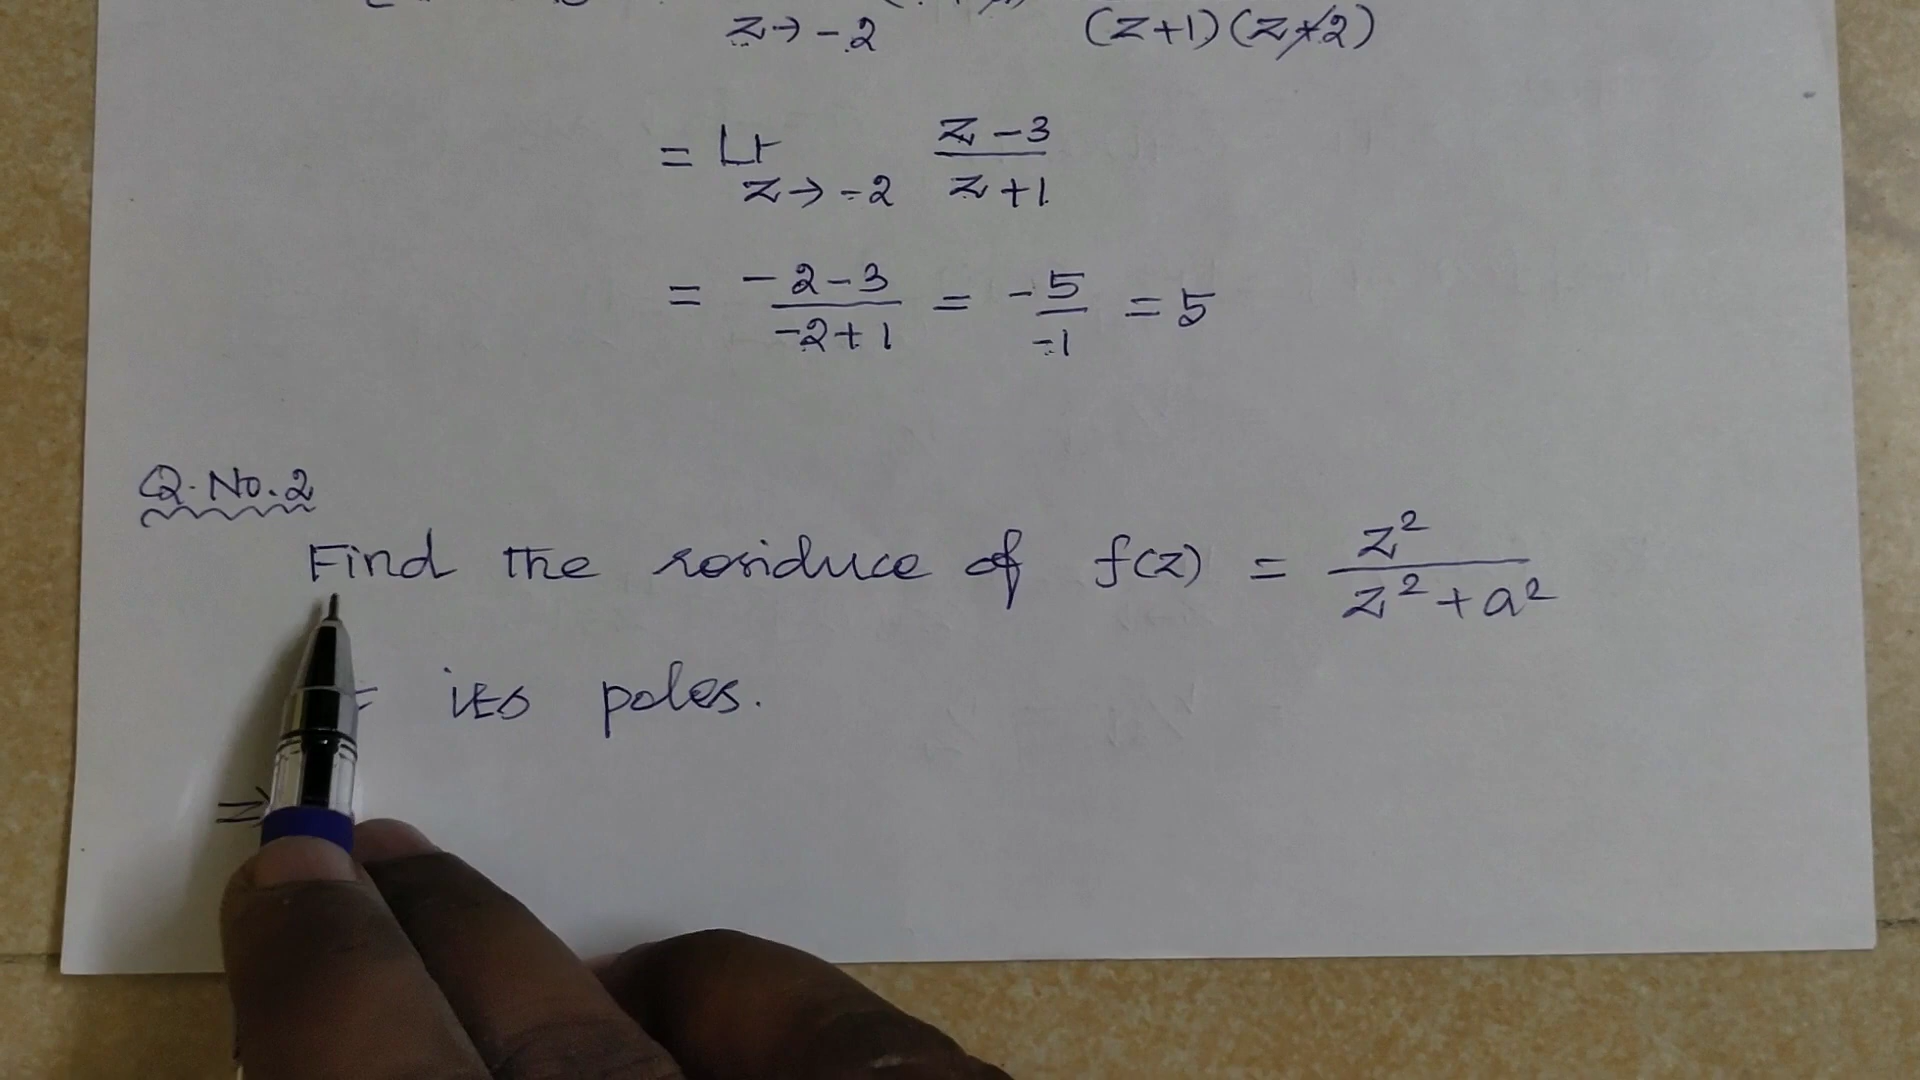 z→-2 (z+1)(z+2)
= Lt z→-2 z-3/z+1
= -2-3/-2+1 = -5/-1 = 5
Q.No.2
Find the residuce of f(z) = z²/z²+a²
its poles.